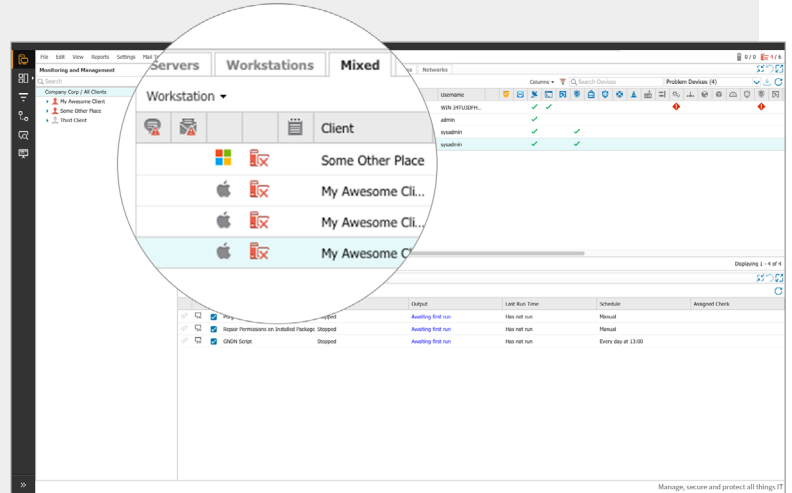 File Edit View Reports Settings Mail
0 / 0 4 / 6
Monitoring and Management
Search
Company Corp / All Clients
My Awesome Client
Some Other Place
Third Client
Servers Workstations Mixed Networks
Workstation
Client
Some Other Place
My Awesome Cli...
My Awesome Cli...
My Awesome C
Columns Search Devices Problem Devices (4)
Username
WIN-34TU3DFH...
admin
sysadmin
sysadmin
Displaying 1 - 4 of 4
Output Last Run Time Schedule Assigned Check
Stopped Awaiting first run Has not run Manual
Repair Permissions on Installed Package Stopped Awaiting first run Has not run Manual
GNDN Script Stopped Awaiting first run Has not run Every day at 13:00
Manage, secure and protect all things IT